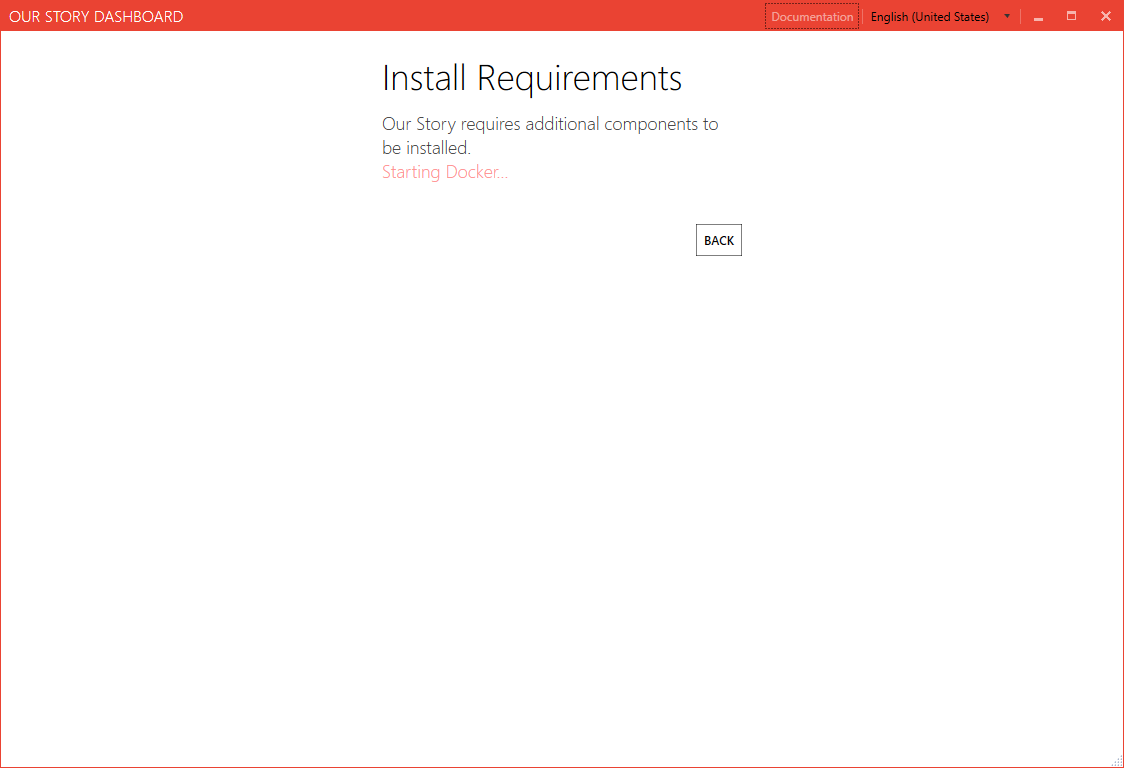 OUR STORY DASHBOARD
Documentation
English (United States)
Install Requirements
Our Story requires additional components to
be installed.
Starting Docker...
BACK